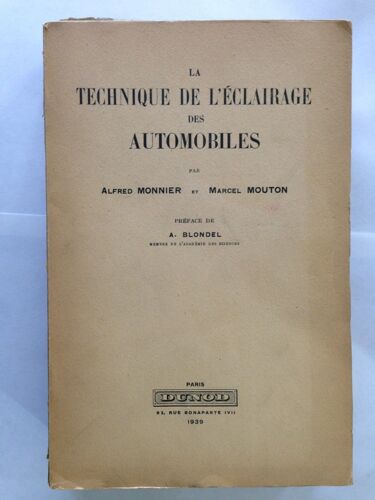 LA
TECHNIQUE DE L'ÉCLAIRAGE
DES
AUTOMOBILES
PAR
ALFRED MONNIER ET MARCEL MOUTON
PRÉFACE DE
A. BLONDEL
MEMBRE DE L'ACADÉMIE DES SCIENCES
PARIS
DUNOD
92, RUE BONAPARTE (VI)
1939